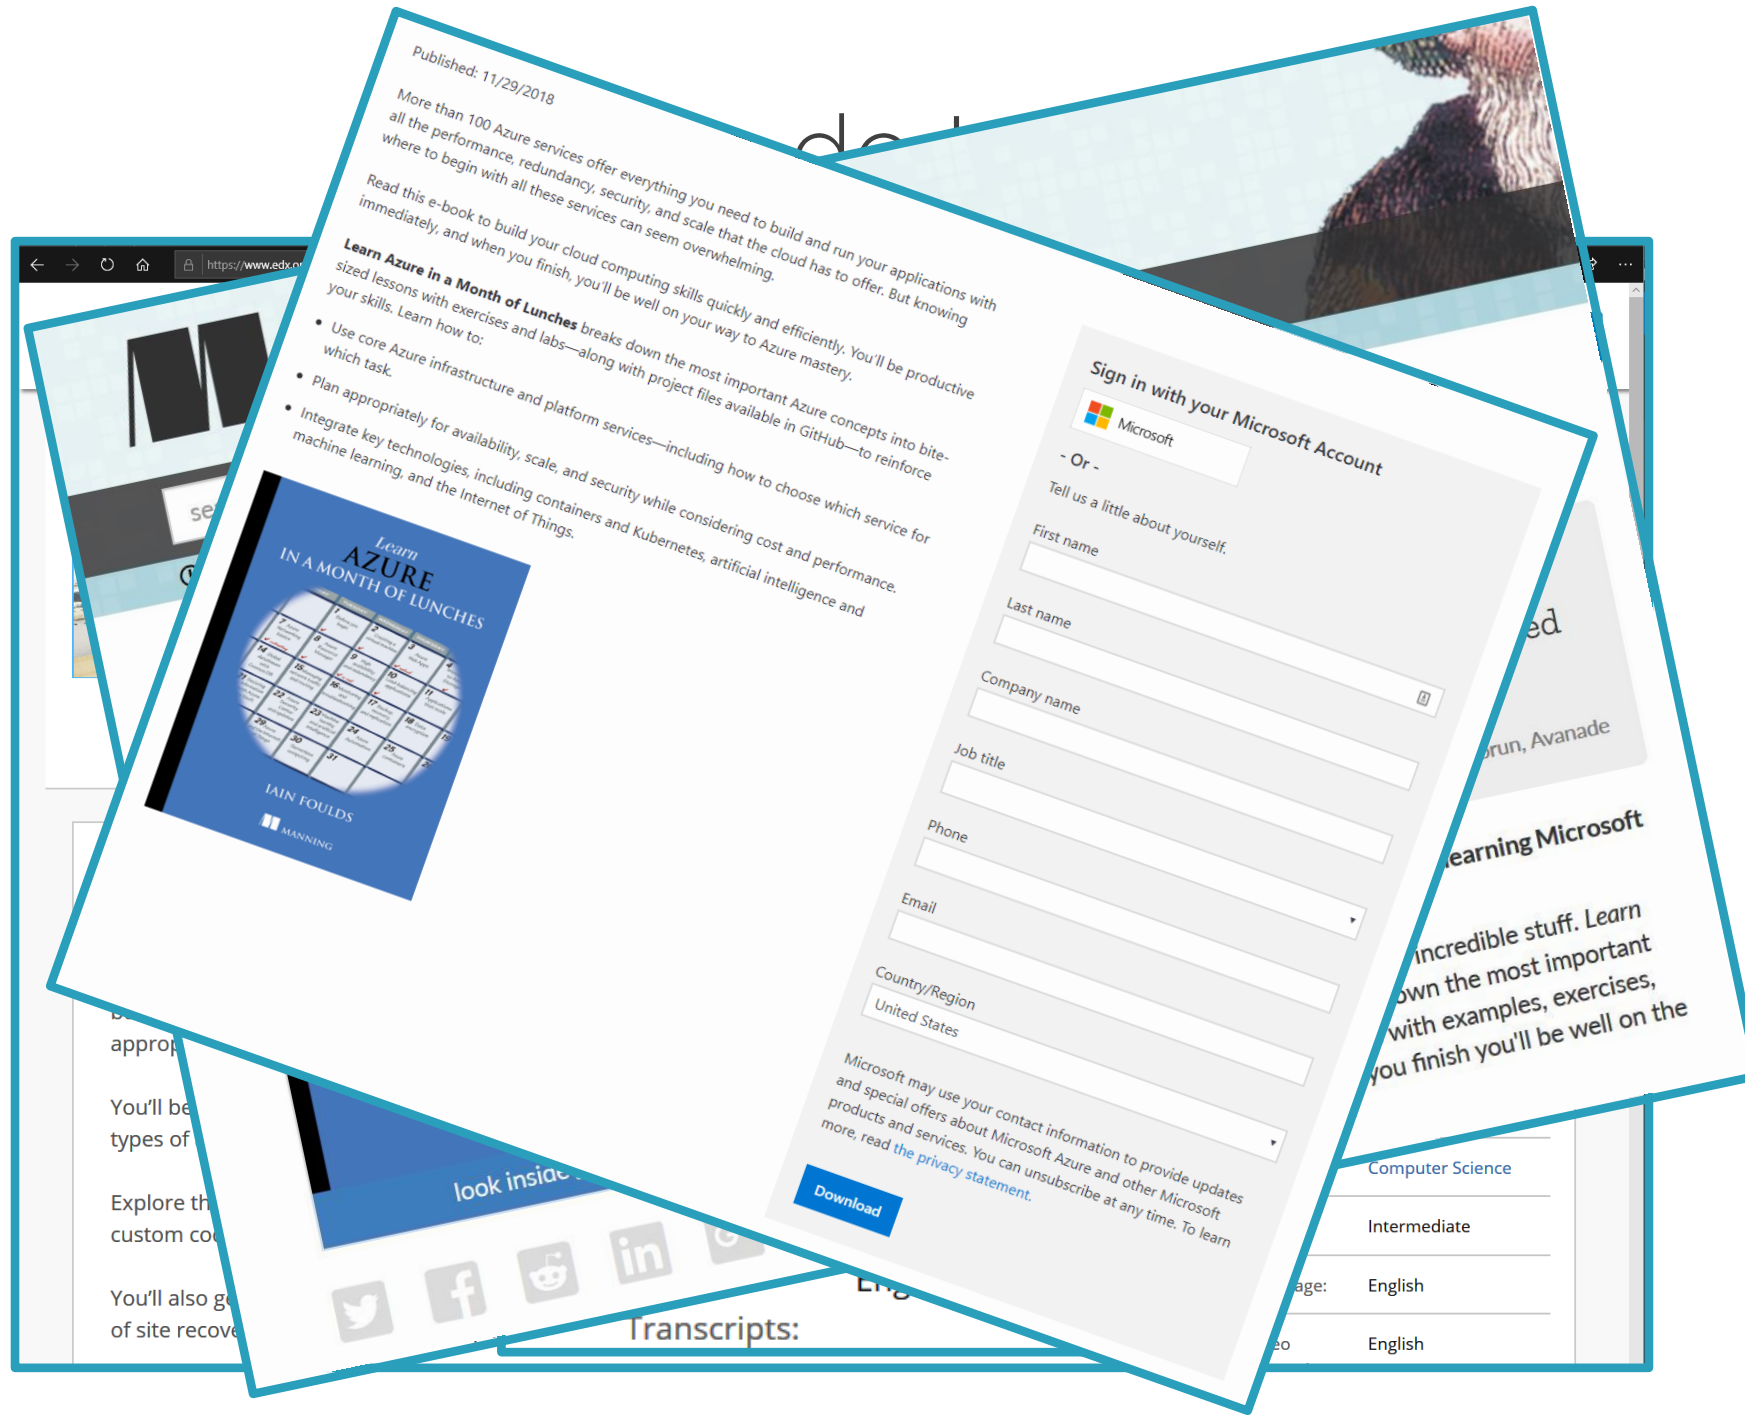 Published: 11/29/2018
More than 100 Azure services offer everything you need to build and run your applications with
all the performance, redundancy, security, and scale that the cloud has to offer. But knowing
where to begin with all these services can seem overwhelming.
Read this e-book to build your cloud computing skills quickly and efficiently. You'll be productive
immediately, and when you finish, you'll be well on your way to Azure mastery.
Learn Azure in a Month of Lunches breaks down the most important Azure concepts into bite-
sized lessons with exercises and labs—along with project files available in GitHub—to reinforce
your skills. Learn how to:
• Use core Azure infrastructure and platform services—including how to choose which service for
which task.
• Plan appropriately for availability, scale, and security while considering cost and performance.
• Integrate key technologies, including containers and Kubernetes, artificial intelligence and
machine learning, and the Internet of Things.
Learn
AZURE
IN A MONTH OF LUNCHES
IAIN FOULDS
MANNING
Sign in with your Microsoft Account
Microsoft
- Or -
Tell us a little about yourself.
First name
Last name
Company name
Job title
Phone
Email
Country/Region
United States
Microsoft may use your contact information to provide updates
and special offers about Microsoft Azure and other Microsoft
products and services. You can unsubscribe at any time. To learn
more, read the privacy statement.
Download
https://www.edx.o
ed
orun, Avanade
learning Microsoft
incredible stuff. Learn
own the most important
with examples, exercises,
you finish you'll be well on the
approp
You'll be
types of
Explore th
custom co
You'll also ge
of site recove
look inside
Transcripts:
Computer Science
Intermediate
age: English
eo English